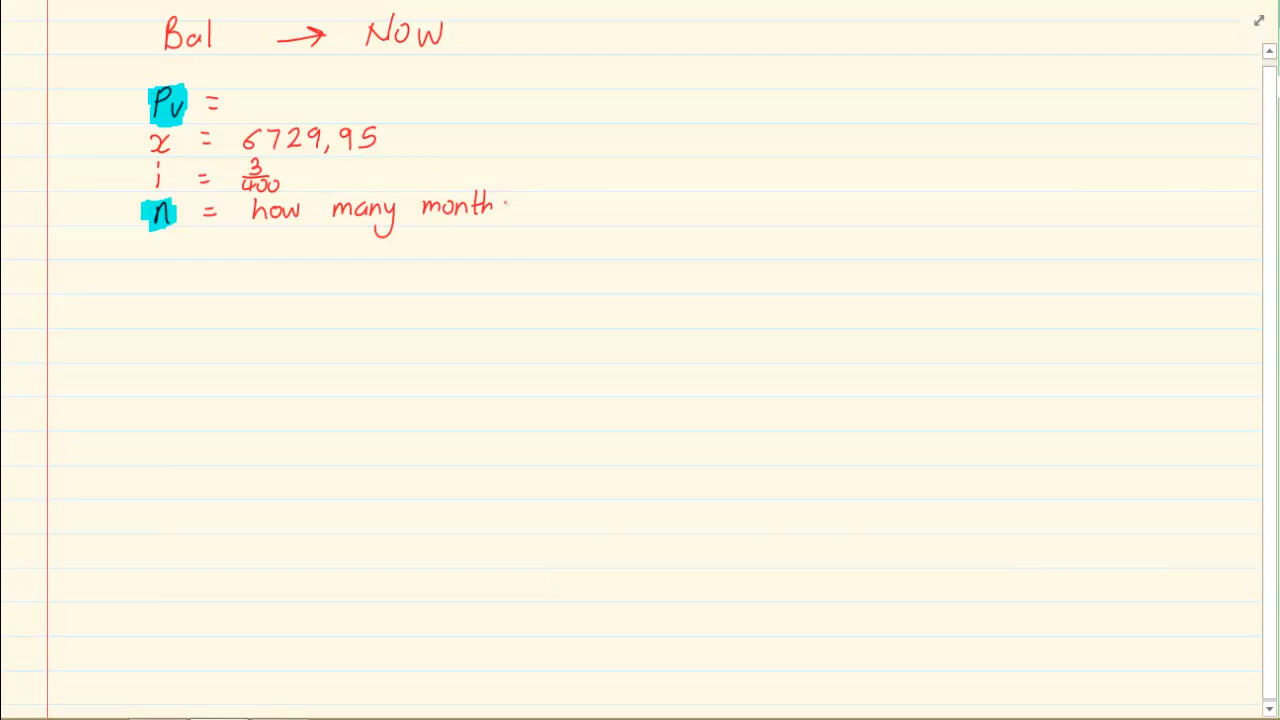 Bal → NOW
Pv =
x = 6729,95
i = 3/400
n = how many month